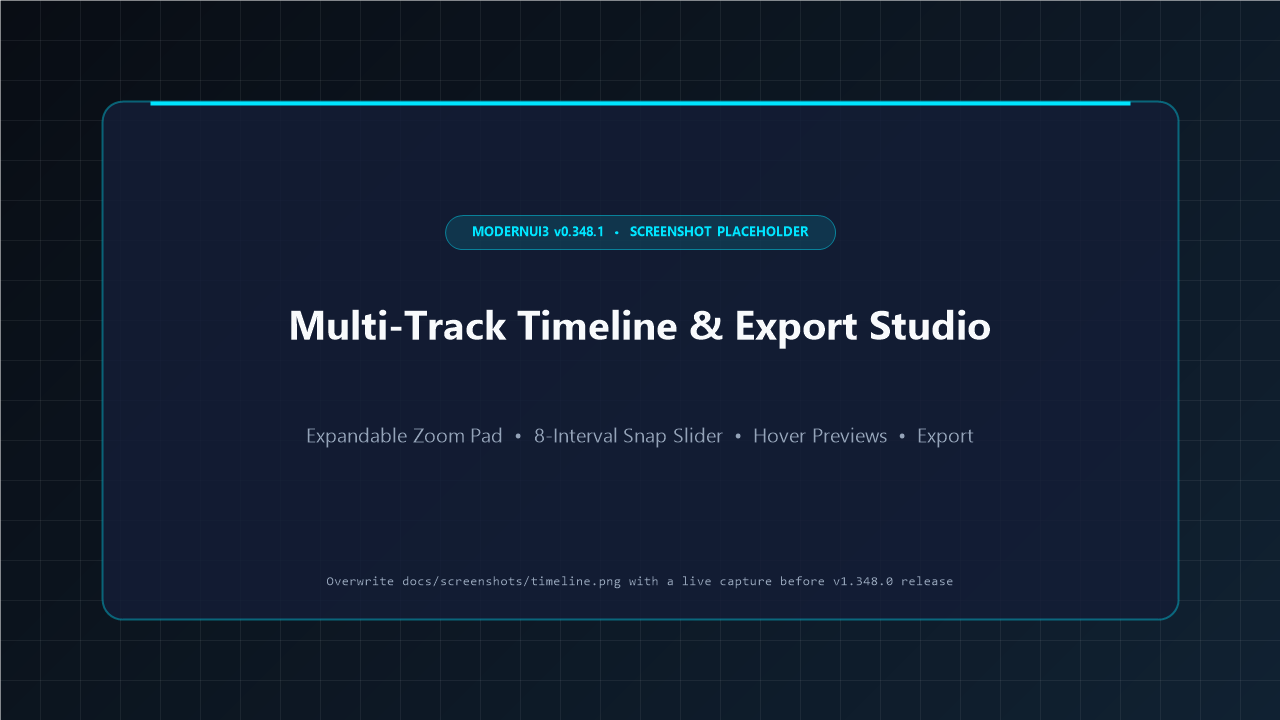 MODERNUI3 v0.348.1 • SCREENSHOT PLACEHOLDER
Multi-Track Timeline & Export Studio
Expandable Zoom Pad • 8-Interval Snap Slider • Hover Previews • Export
Overwrite docs/screenshots/timeline.png with a live capture before v1.348.0 release